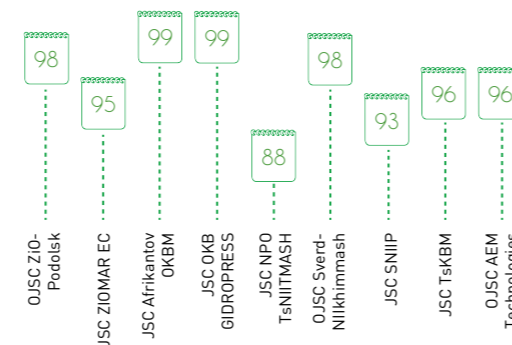 98
95
99
99
88
98
93
96
96
OJSC ZiO-
Podolsk
JSC ZIOMAR EC
JSC Afrikantov
OKBM
JSC OKB
GIDROPRESS
JSC NPO
TsNIITMASH
OJSC Sverd-
NIIkhimmash
JSC SNIIP
JSC TsKBM
OJSC AEM
Technologies